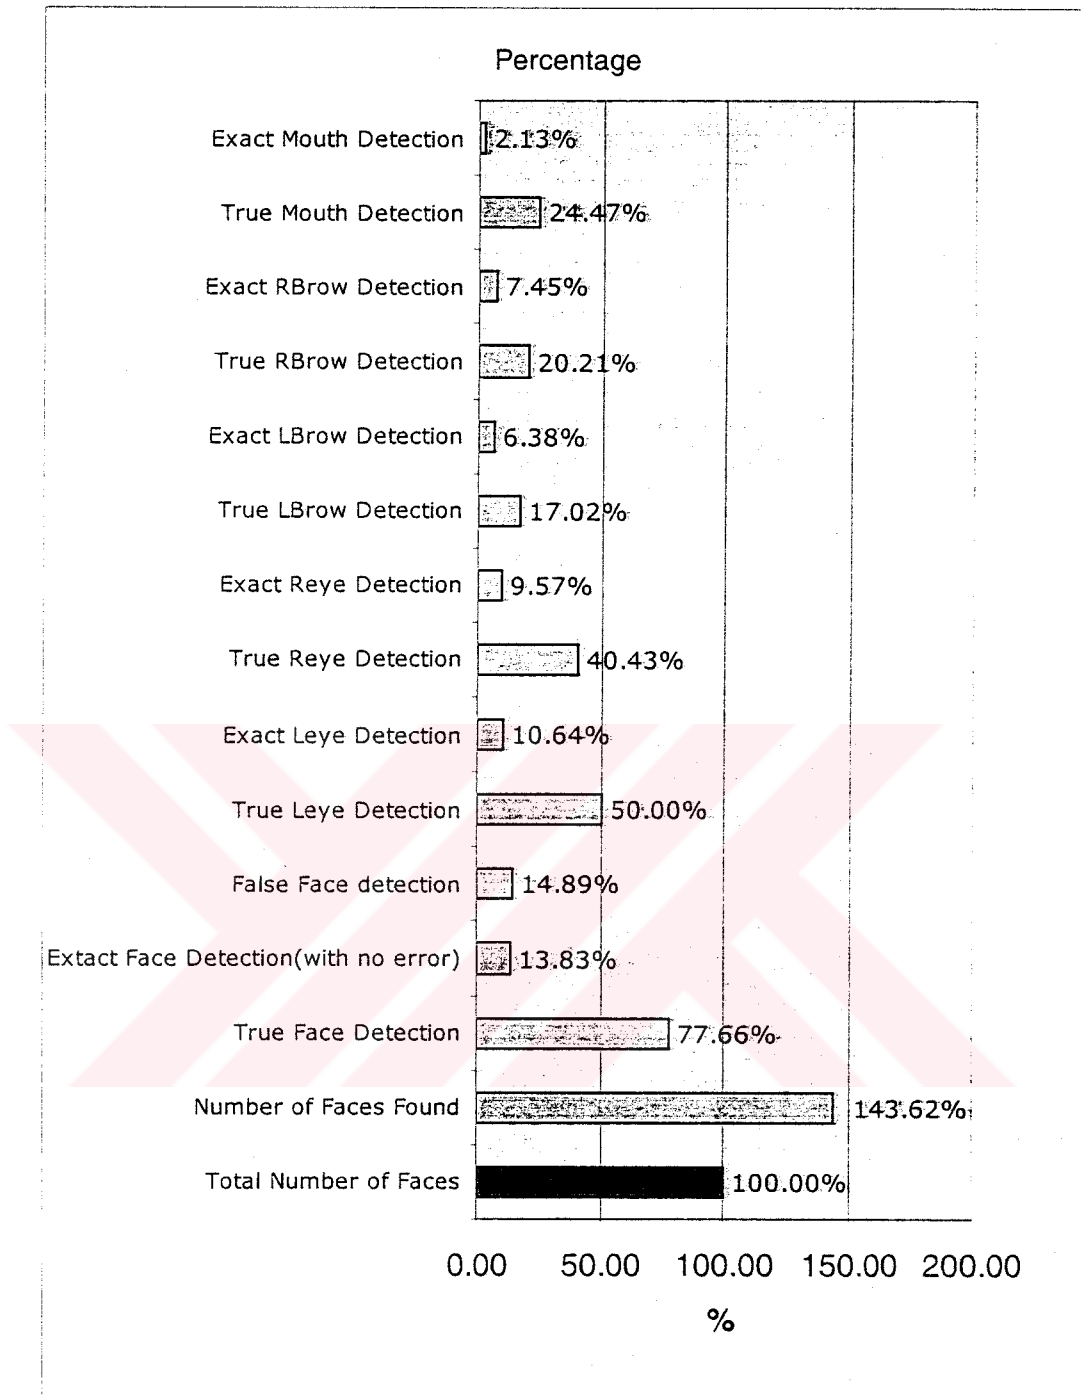 Percentage
Exact Mouth Detection 2.13%
True Mouth Detection 24.47%
Exact RBrow Detection 7.45%
True RBrow Detection 20.21%
Exact LBrow Detection 6.38%
True LBrow Detection 17.02%
Exact Reye Detection 9.57%
True Reye Detection 40.43%
Exact Leye Detection 10.64%
True Leye Detection 50.00%
False Face detection 14.89%
Extact Face Detection(with no error) 13.83%
True Face Detection 77.66%
Number of Faces Found 143.62%
Total Number of Faces 100.00%
0.00 50.00 100.00 150.00 200.00
%